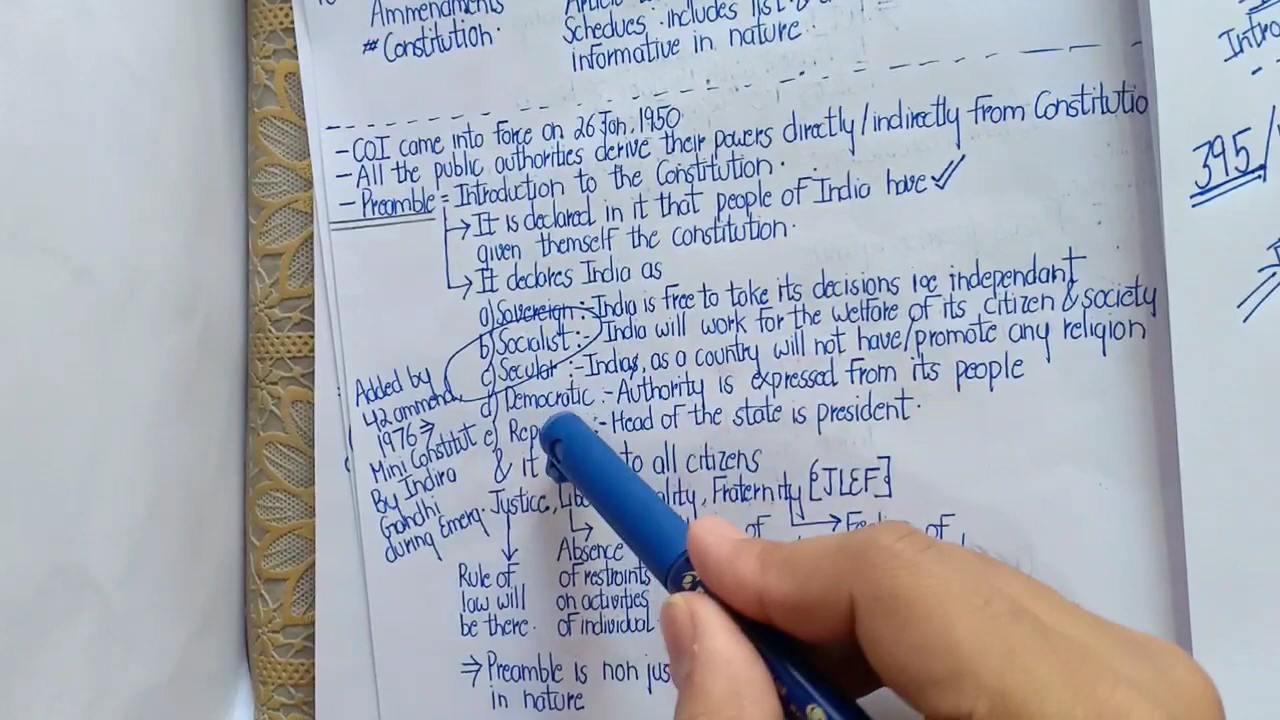 Ammendments
# Constitution.
Schedues. includes list
informative in nature.
- COI came into force on 26 Jan, 1950
- All the public authorities derive their powers directly/indirectly from Constitutio
- Preamble = Introduction to the Constitution.
→ It is declared in it that people of India have ✓
given themself the constitution.
→ It declares India as
a) Sovereign :- India is free to take its decisions i.e independant
b) Socialist :- India will work for the welfare of its citizen & society
c) Secular :- India, as a country will not have/promote any religion
d) Democratic :- Authority is expressed from its people
e) Rep :- Head of the state is president.
Added by
42 ammend.
1976 ⇒
Mini Constitut
By Indira
Gandhi
during Emerg.
& it to all citizens
Justice, Lib ality, Fraternity [JLEF]
→ of
Rule of
law will
be there.
Absence
of restraints
on activities
of individual
of
⇒ Preamble is non jus
in nature
Intro
395/